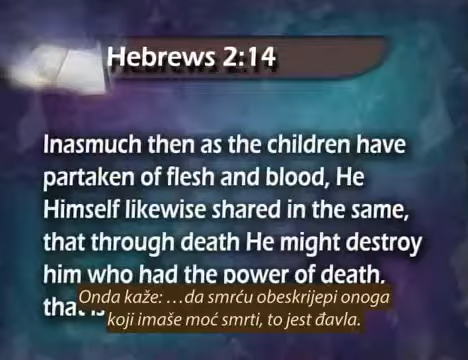 Hebrews 2:14
Inasmuch then as the children have
partaken of flesh and blood, He
Himself likewise shared in the same,
that through death He might destroy
him who had the power of death,
that is
Onda kaže: …da smrću obeskrijepi onoga
koji imaše moć smrti, to jest đavla.